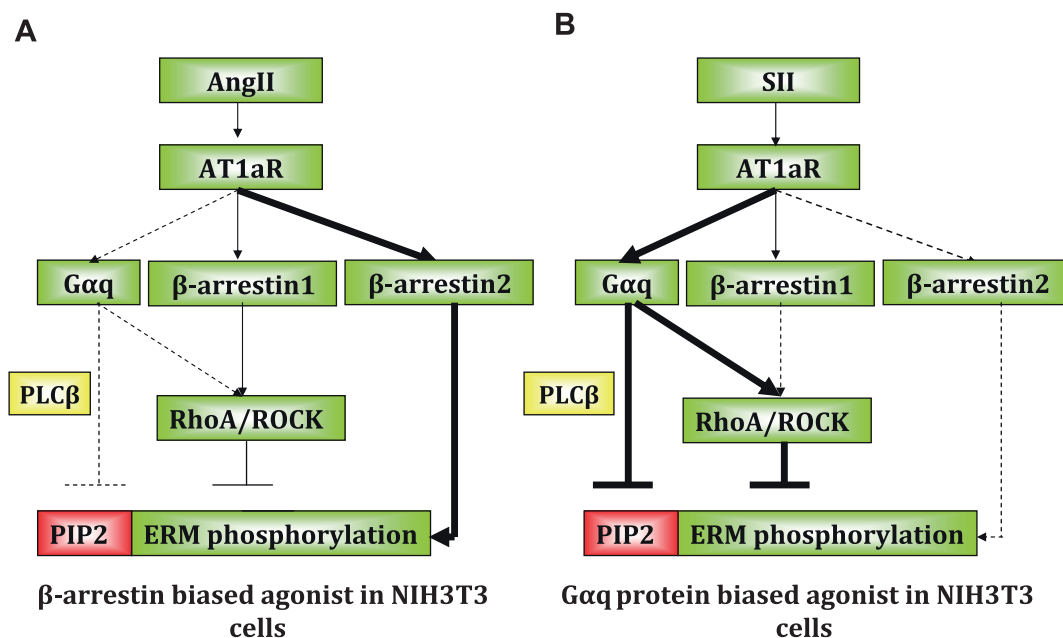 A
AngII
AT1aR
Gαq
β-arrestin1
β-arrestin2
PLCβ
RhoA/ROCK
PIP2
ERM phosphorylation
β-arrestin biased agonist in NIH3T3
cells
B
SII
AT1aR
Gαq
β-arrestin1
β-arrestin2
PLCβ
RhoA/ROCK
PIP2
ERM phosphorylation
Gαq protein biased agonist in NIH3T3
cells